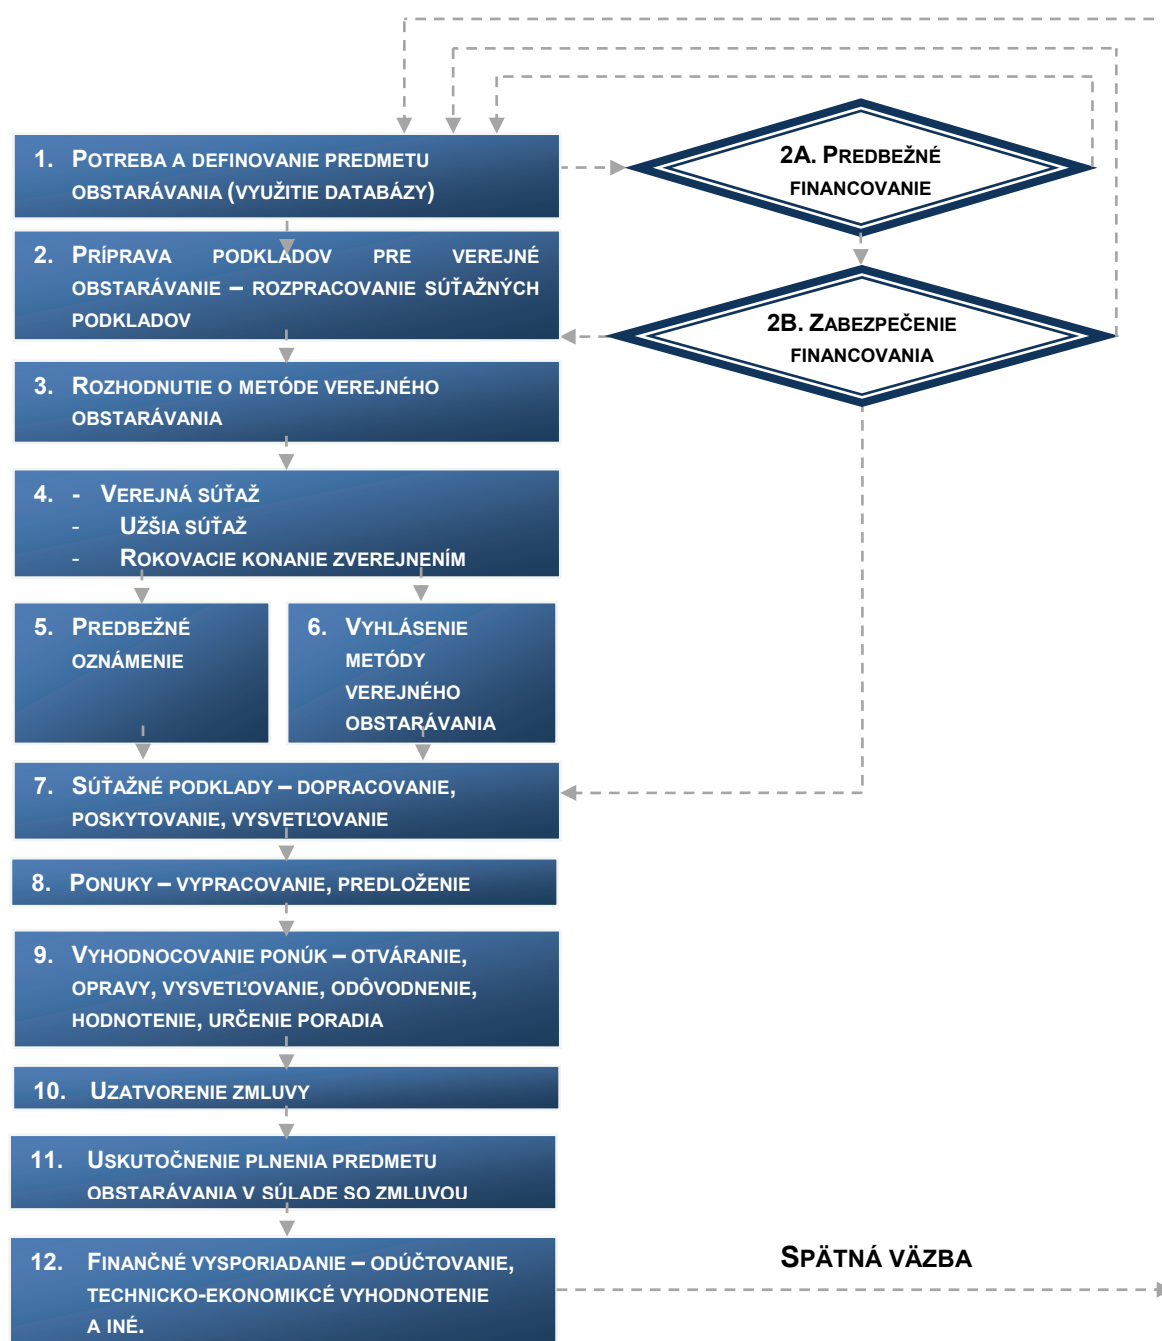 1. Potreba a definovanie predmetu
obstarávania (využitie databázy)
2A. Predbežné
financovanie
2. Príprava podkladov pre verejné
obstarávanie – rozpracovanie súťažných
podkladov
2B. Zabezpečenie
financovania
3. Rozhodnutie o metóde verejného
obstarávania
4. - Verejná súťaž
- Užšia súťaž
- Rokovacie konanie zverejnením
5. Predbežné
oznámenie
6. Vyhlásenie
metódy
verejného
obstarávania
7. Súťažné podklady – dopracovanie,
poskytovanie, vysvetľovanie
8. Ponuky – vypracovanie, predloženie
9. Vyhodnocovanie ponúk – otváranie,
opravy, vysvetľovanie, odôvodnenie,
hodnotenie, určenie poradia
10. Uzatvorenie zmluvy
11. Uskutočnenie plnenia predmetu
obstarávania v súlade so zmluvou
12. Finančné vysporiadanie – odúčtovanie,
technicko-ekonomikcé vyhodnotenie
a iné.
Spätná väzba